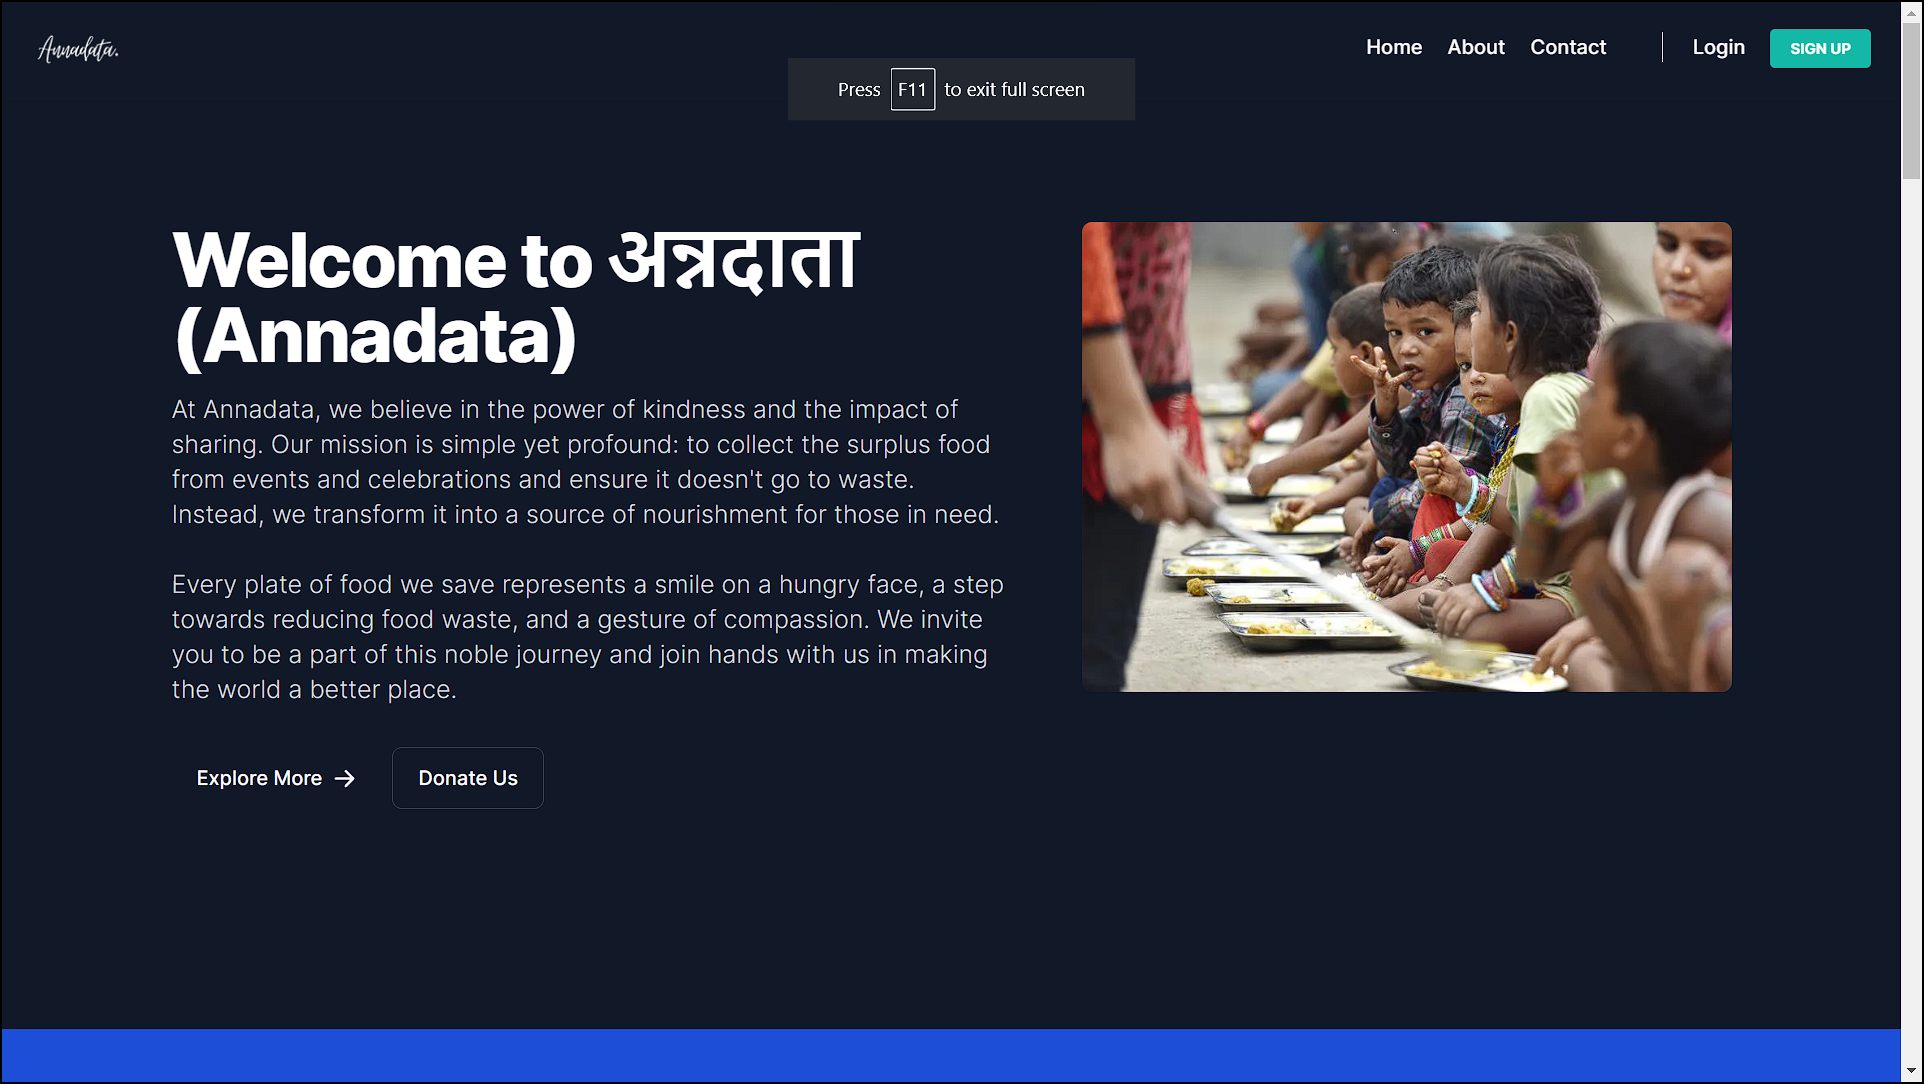 Annadata.
Home About Contact Login SIGN UP
Press F11 to exit full screen
Welcome to अन्नदाता
(Annadata)
At Annadata, we believe in the power of kindness and the impact of
sharing. Our mission is simple yet profound: to collect the surplus food
from events and celebrations and ensure it doesn't go to waste.
Instead, we transform it into a source of nourishment for those in need.
Every plate of food we save represents a smile on a hungry face, a step
towards reducing food waste, and a gesture of compassion. We invite
you to be a part of this noble journey and join hands with us in making
the world a better place.
Explore More → Donate Us